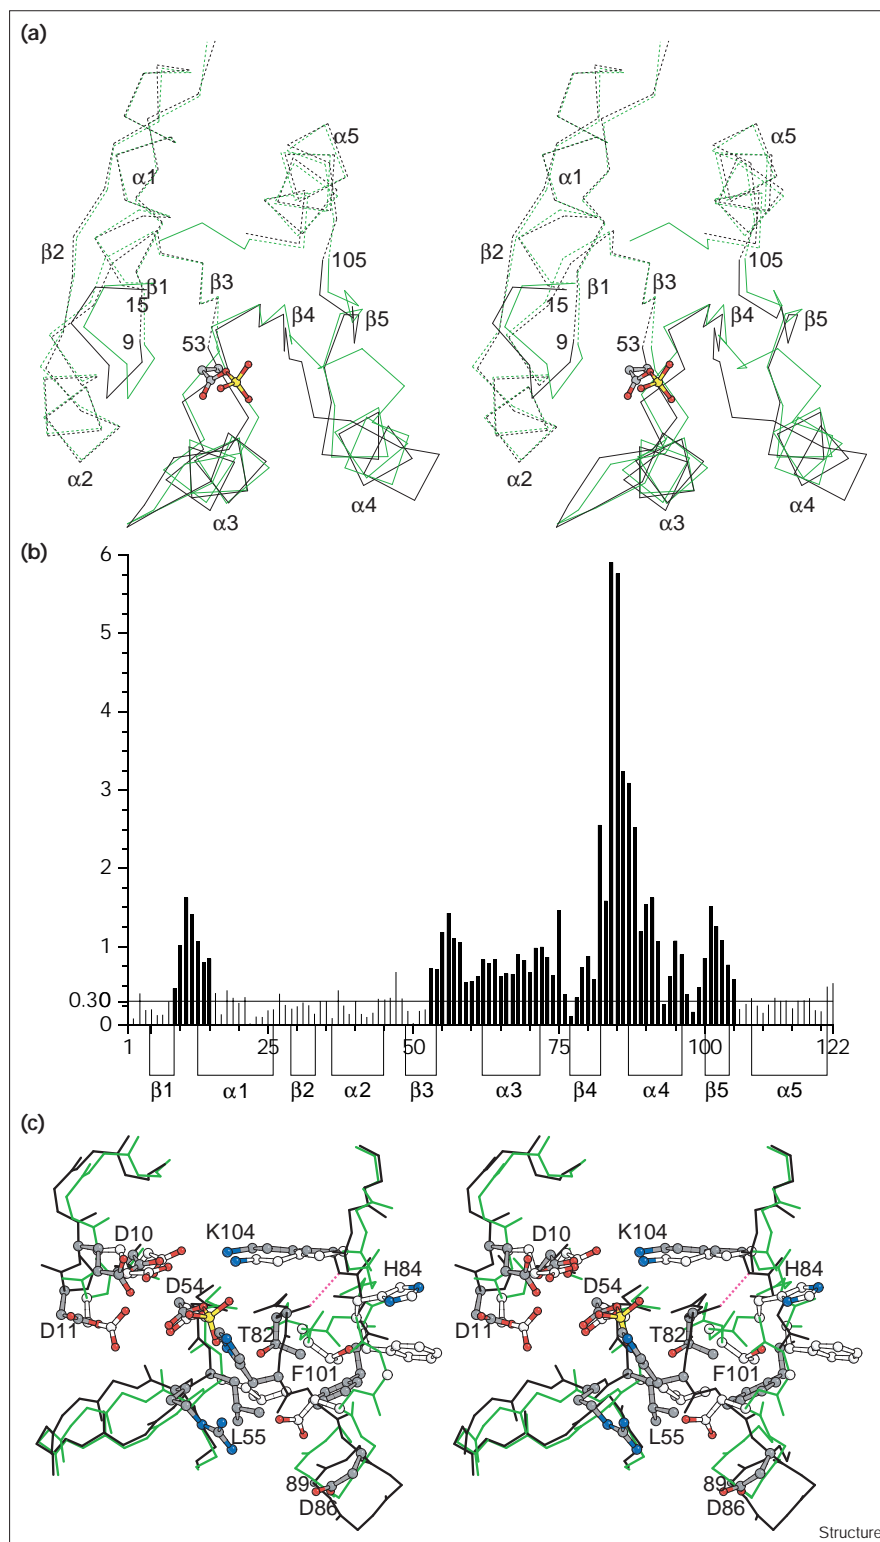 (a)
α5 α5
α1 α1
β2 β2
β1 β3 105 β1 β3 105
15 15
β4 β5 β4 β5
9 53 9 53
α2 α2
α3 α4 α3 α4
(b)
6
5
4
3
2
1
0.30
0
1 25 50 75 100 122
β1 α1 β2 α2 β3 α3 β4 α4 β5 α5
(c)
D10 K104 D10 K104
H84 H84
D54 D54
D11 T82 D11 T82
F101 F101
L55 L55
89 89
D86 D86
Structure